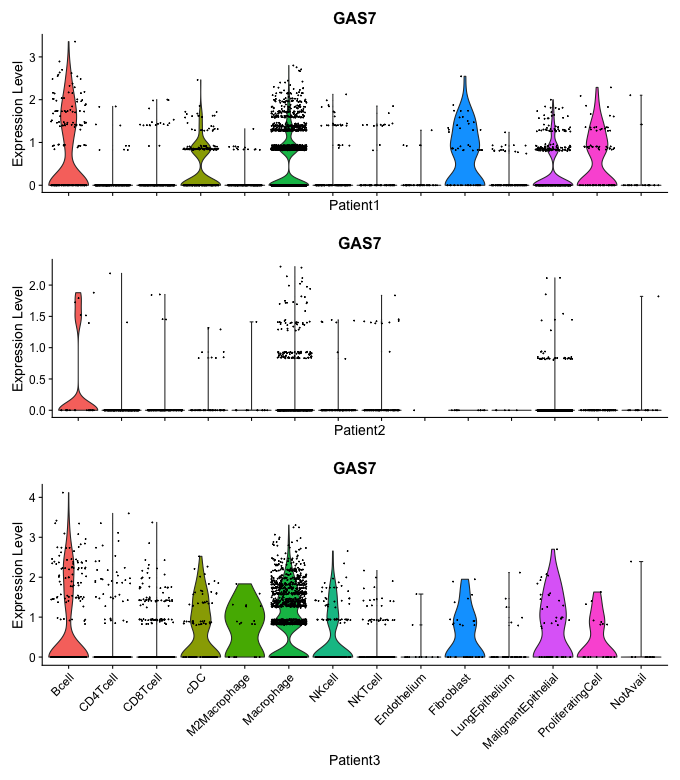 GAS7
Expression Level
3
2
1
0
Patient1
GAS7
Expression Level
2.0
1.5
1.0
0.5
0.0
Patient2
GAS7
Expression Level
4
3
2
1
0
Bcell
CD4Tcell
CD8Tcell
cDC
M2Macrophage
Macrophage
NKcell
NKTcell
Endothelium
Fibroblast
LungEpithelium
MalignantEpithelial
ProliferatingCell
NotAvail
Patient3